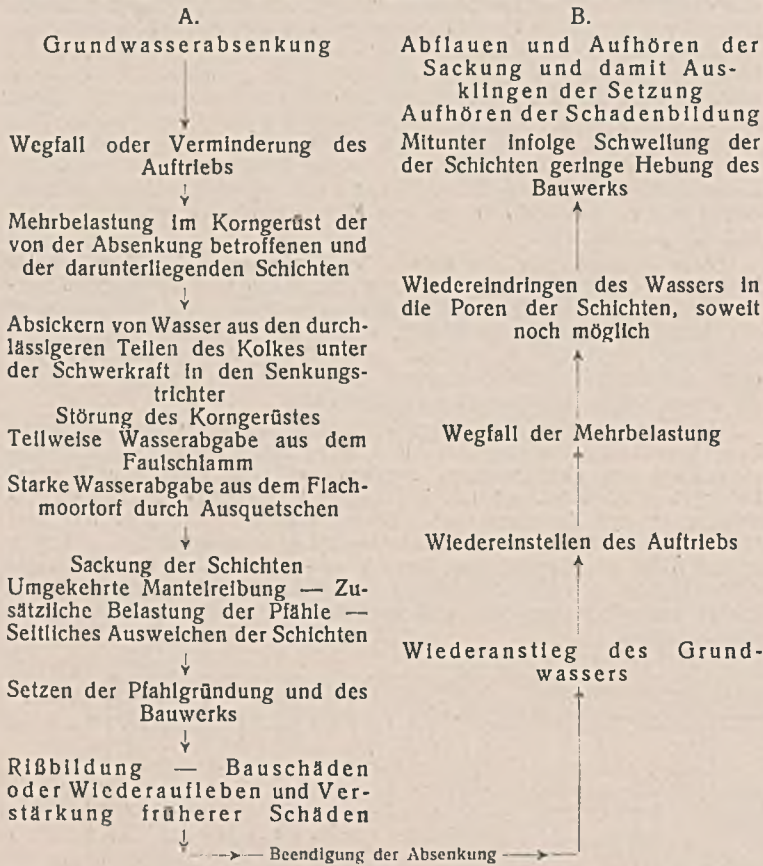 A.
Grundwasserabsenkung
Wegfall oder Verminderung des
Auftriebs
Mehrbelastung im Korngerüst der
von der Absenkung betroffenen und
der darunterliegenden Schichten
Absickern von Wasser aus den durch-
lässigeren Teilen des Kolkes unter
der Schwerkraft in den Senkungs-
trichter
Störung des Korngerüstes
Teilweise Wasserabgabe aus dem
Faulschlamm
Starke Wasserabgabe aus dem Flach-
moortorf durch Ausquetschen
Sackung der Schichten
Umgekehrte Mantelreibung — Zu-
sätzliche Belastung der Pfähle —
Seitliches Ausweichen der Schichten
Setzen der Pfahlgründung und des
Bauwerks
Rißbildung — Bauschäden
oder Wiederaufleben und Ver-
stärkung früherer Schäden
Beendigung der Absenkung
B.
Abflauen und Aufhören der
Sackung und damit Aus-
klingen der Setzung
Aufhören der Schadenbildung
Mitunter infolge Schwellung der
der Schichten geringe Hebung des
Bauwerks
Wiedereindringen des Wassers in
die Poren der Schichten, soweit
noch möglich
Wegfall der Mehrbelastung
Wiedereinstellen des Auftriebs
Wiederanstieg des Grund-
wassers